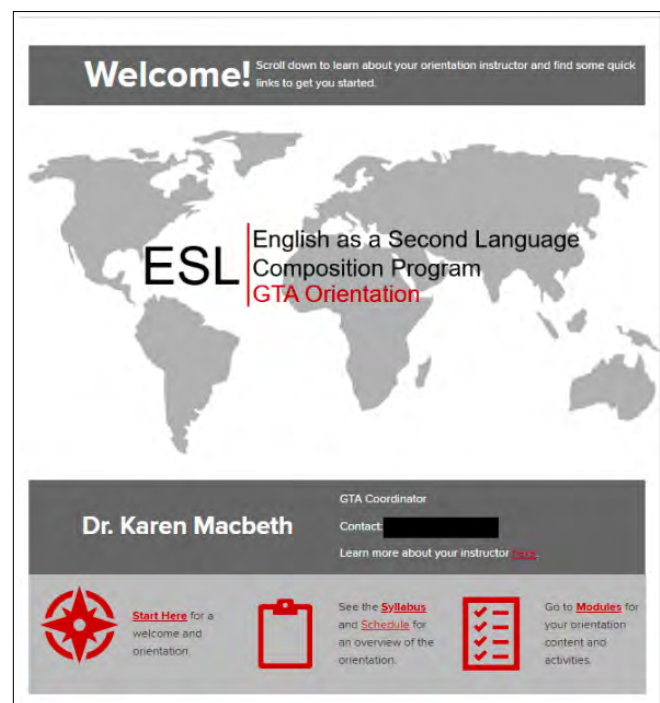 Welcome! Scroll down to learn about your orientation instructor and find some quick
links to get you started.
ESL
English as a Second Language
Composition Program
GTA Orientation
Dr. Karen Macbeth
GTA Coordinator
Contact:
Learn more about your instructor here.
Start Here for a
welcome and
orientation.
See the Syllabus
and Schedule for
an overview of the
orientation.
Go to Modules for
your orientation
content and
activities.